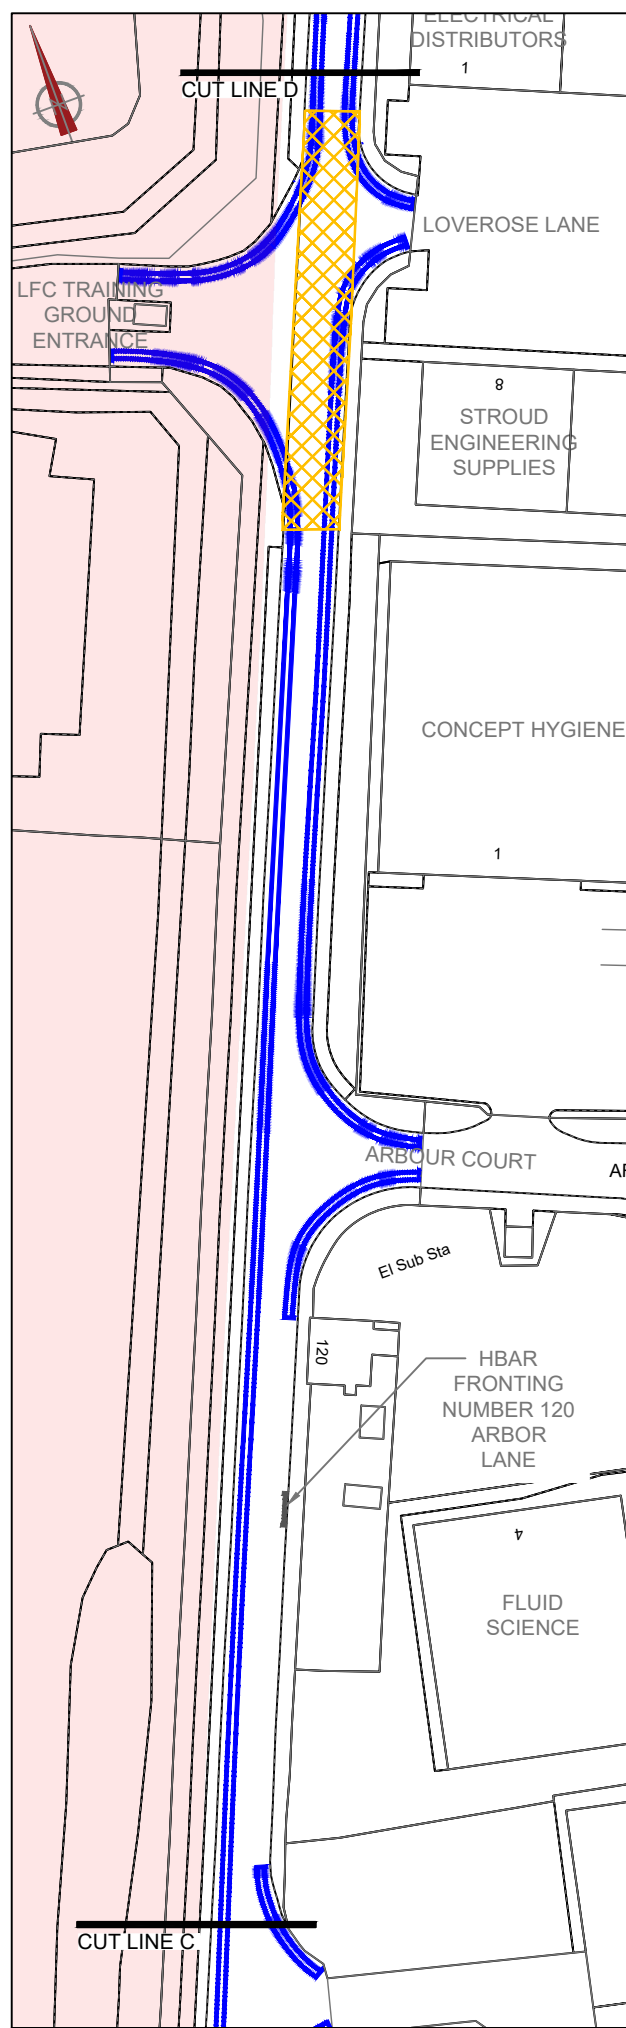 ELECTRICAL
DISTRIBUTORS
1
CUT LINE D
LOVEROSE LANE
LFC TRAINING
GROUND
ENTRANCE
8
STROUD
ENGINEERING
SUPPLIES
CONCEPT HYGIENE
1
ARBOUR COURT
El Sub Sta
120
HBAR
FRONTING
NUMBER 120
ARBOR
LANE
4
FLUID
SCIENCE
CUT LINE C